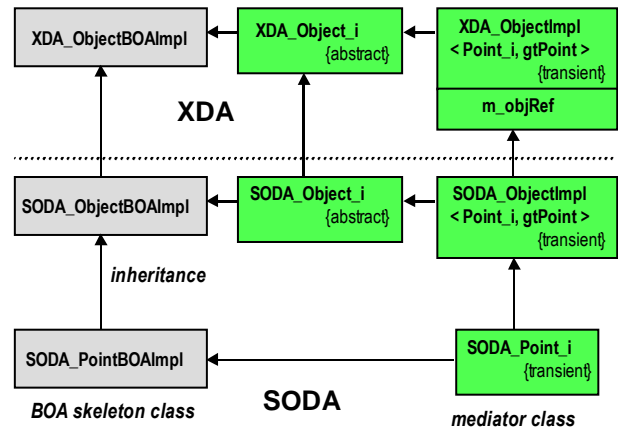 XDA_ObjectBOAImpl
XDA_Object_i
{abstract}
XDA_ObjectImpl
< Point_i, gtPoint >
{transient}
m_objRef
XDA
SODA_ObjectBOAImpl
SODA_Object_i
{abstract}
SODA_ObjectImpl
< Point_i, gtPoint >
{transient}
inheritance
SODA_PointBOAImpl
SODA_Point_i
{transient}
BOA skeleton class
SODA
mediator class